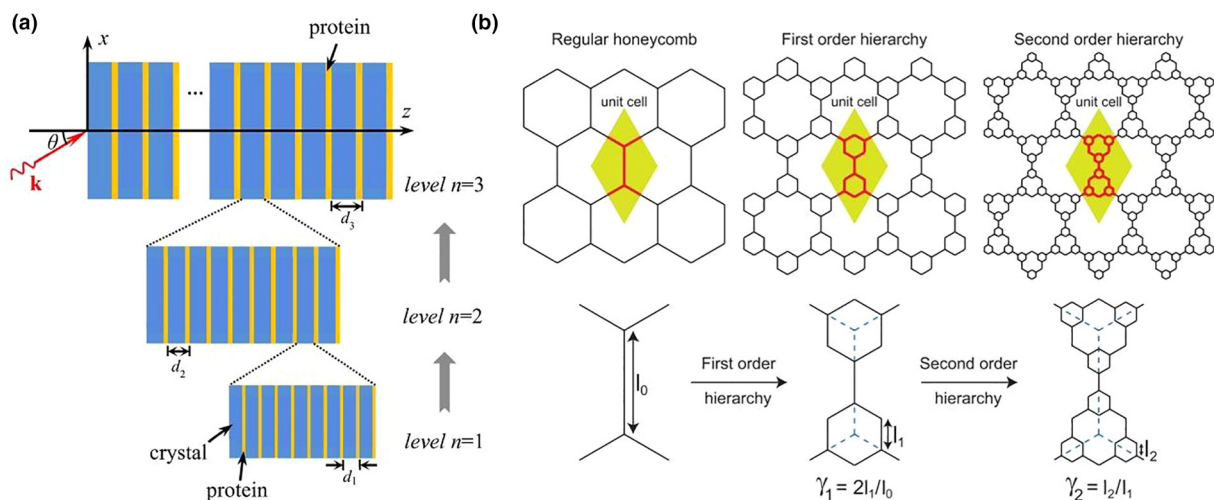 (a)
x
protein
...
z
θ
k
level n=3
d₃
level n=2
d₂
crystal
protein
d₁
level n=1
(b)
Regular honeycomb
First order hierarchy
Second order hierarchy
unit cell
unit cell
unit cell
l₀
First order
hierarchy
l₁
Second order
hierarchy
l₂
γ₁ = 2l₁/l₀
γ₂ = l₂/l₁